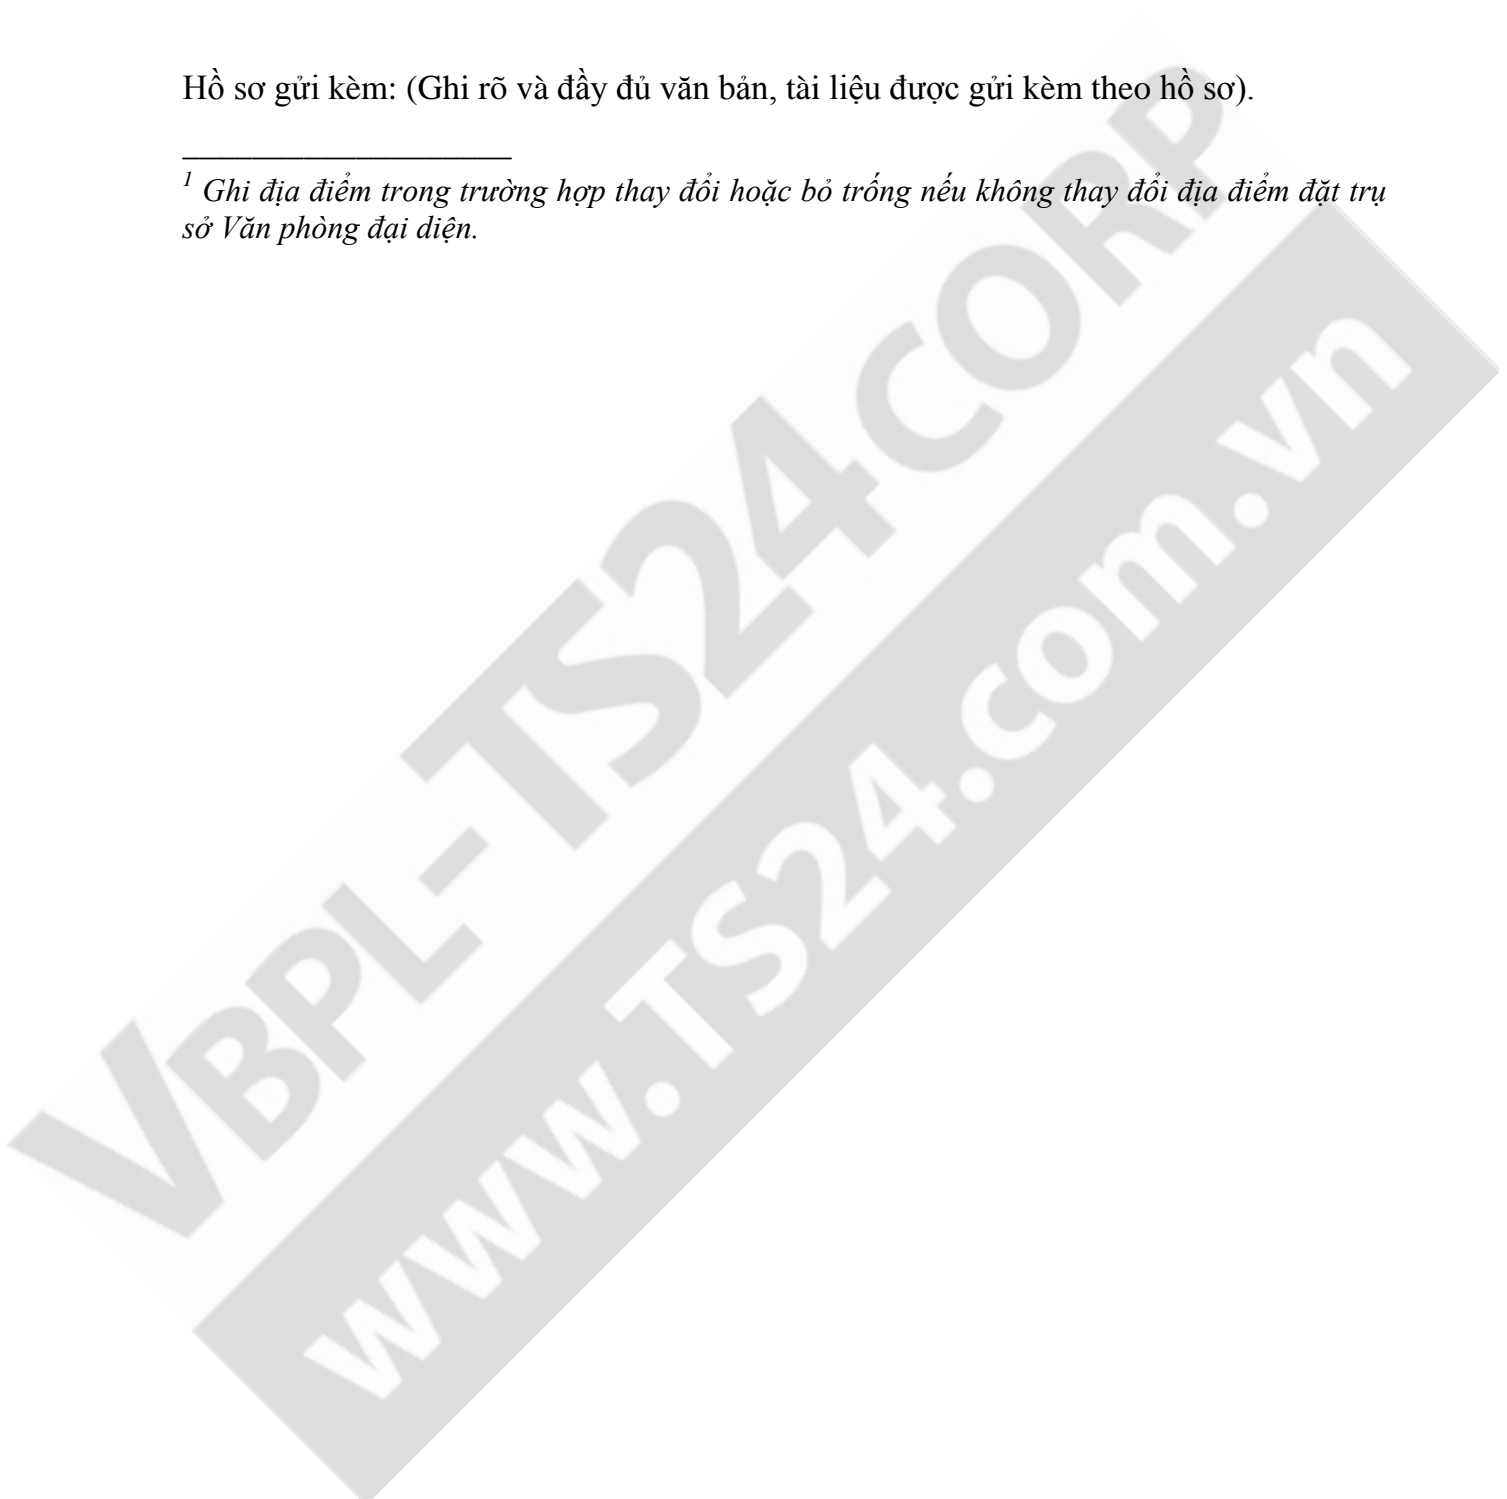 Hồ sơ gửi kèm: (Ghi rõ và đầy đủ văn bản, tài liệu được gửi kèm theo hồ sơ).
___________________
1 Ghi địa điểm trong trường hợp thay đổi hoặc bỏ trống nếu không thay đổi địa điểm đặt trụ
sở Văn phòng đại diện.
VBPL-TS24CORP
www.TS24.com.vn